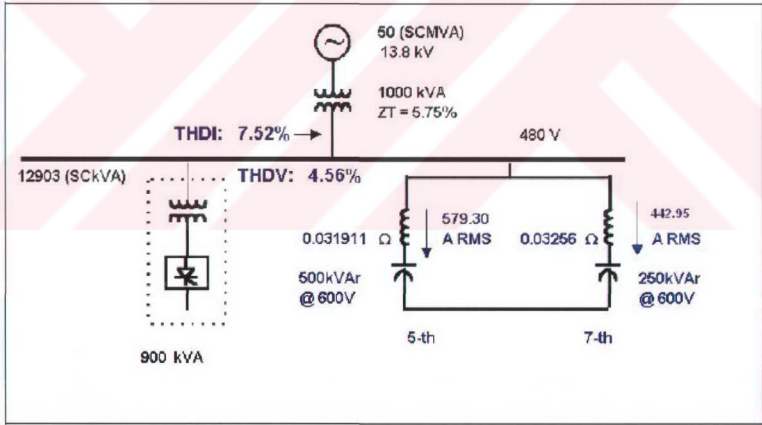 50 (SCMVA)
13.8 kV
1000 kVA
ZT = 5.75%
THDI: 7.52%
480 V
12903 (SCkVA)
THDV: 4.56%
579.30
A RMS
442.95
A RMS
0.031911 Ω
0.03256 Ω
500kVAr
@ 600V
250kVAr
@ 600V
5-th
7-th
900 kVA